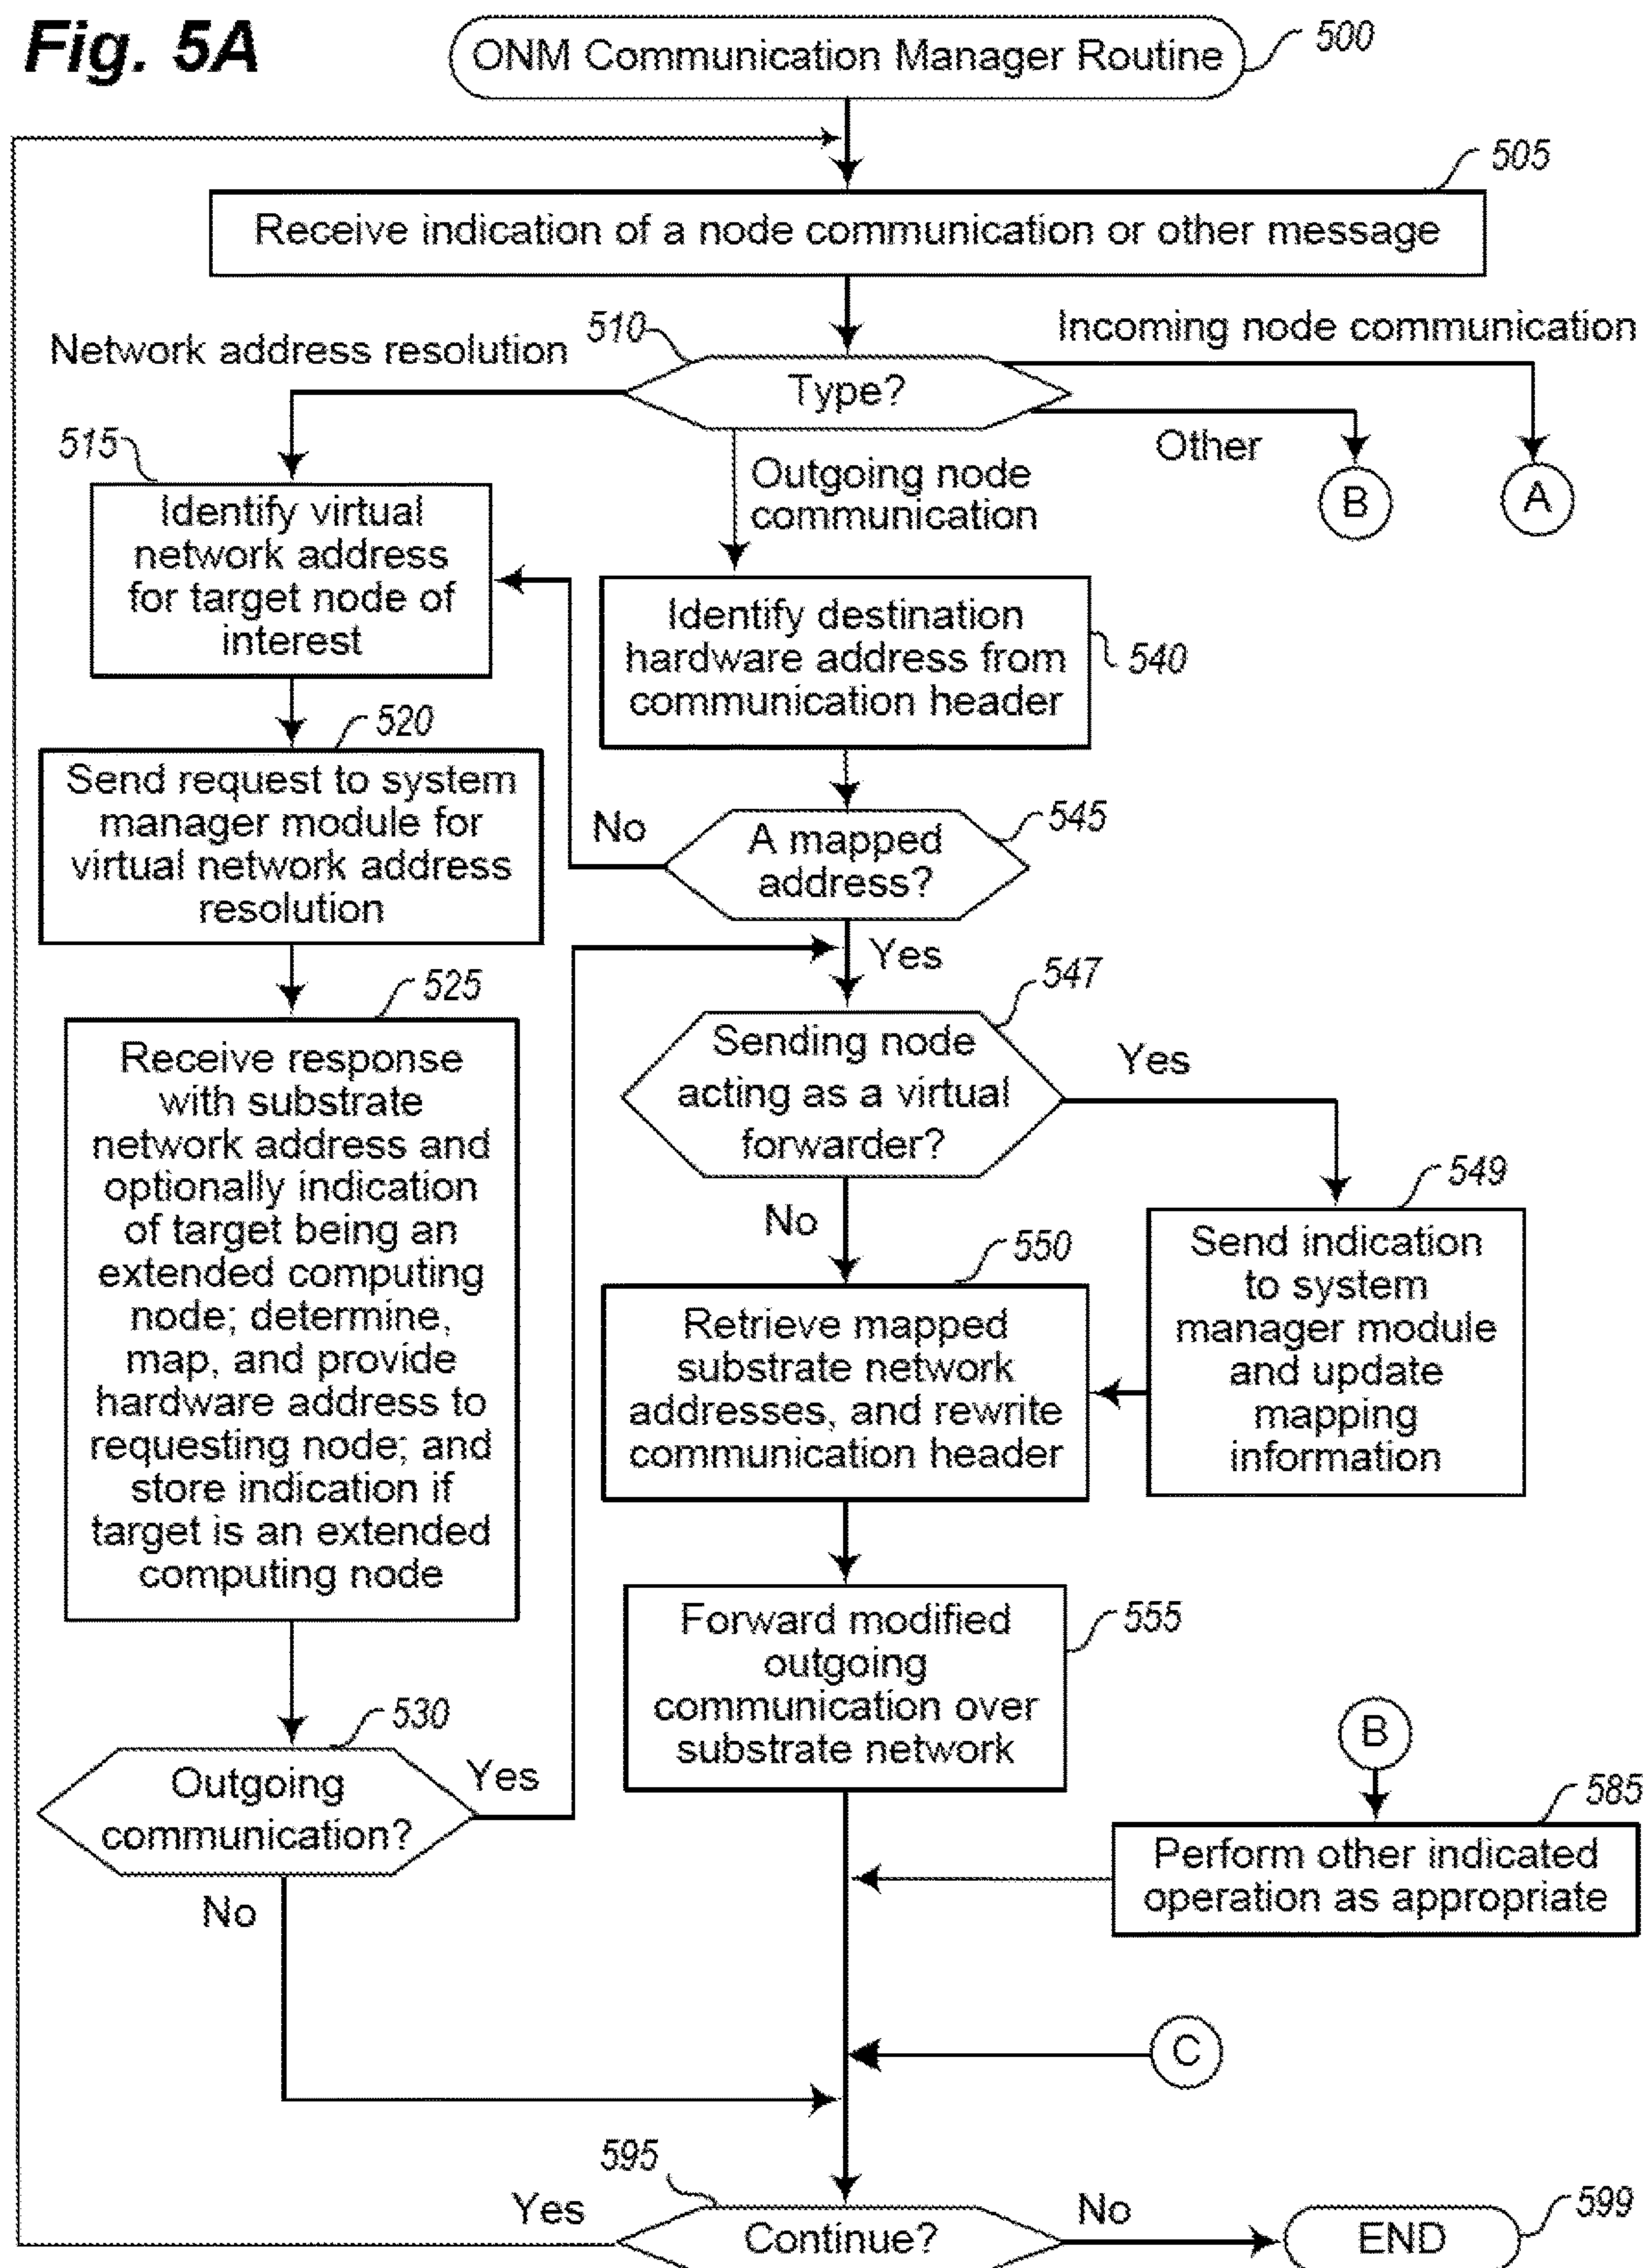 Fig. 5A
ONM Communication Manager Routine
500
505
Receive indication of a node communication or other message
Network address resolution
510
Incoming node communication
Type?
Other
B
A
Outgoing node
communication
515
Identify virtual
network address
for target node of
interest
Identify destination
hardware address from
communication header
540
520
Send request to system
manager module for
virtual network address
resolution
No
A mapped
address?
545
Yes
525
Receive response
with substrate
network address and
optionally indication
of target being an
extended computing
node; determine,
map, and provide
hardware address to
requesting node; and
store indication if
target is an extended
computing node
547
Sending node
acting as a virtual
forwarder?
Yes
No
549
Send indication
to system
manager module
and update
mapping
information
550
Retrieve mapped
substrate network
addresses, and rewrite
communication header
Forward modified
outgoing
communication over
substrate network
555
530
Outgoing
communication?
Yes
No
B
585
Perform other indicated
operation as appropriate
C
595
Yes
Continue?
No
END
599